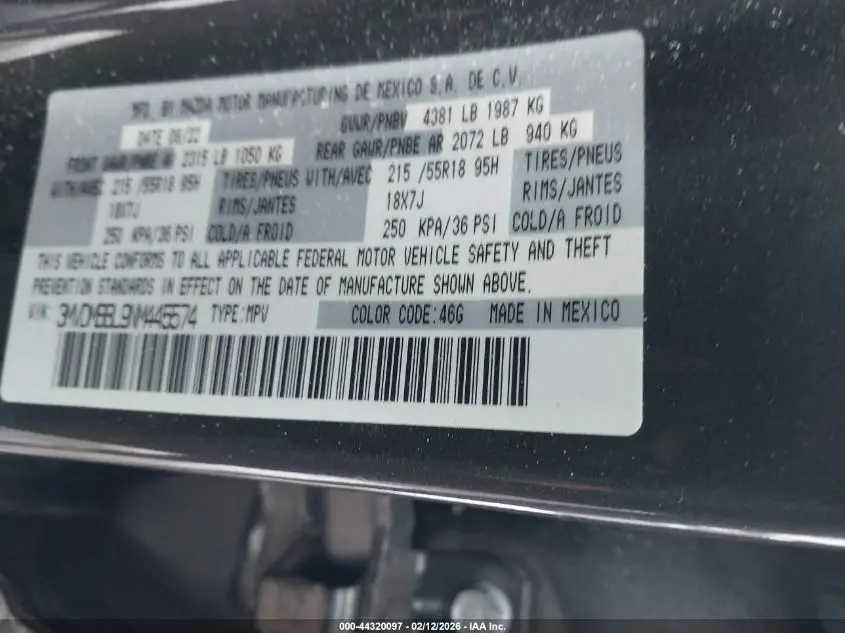 MFD. BY MAZDA MOTOR MANUFACTURING DE MEXICO S.A. DE C.V.
DATE 06/22 GVWR/PNBV 4381 LB 1987 KG
FRONT GAWR/PNBE AV 2315 LB 1050 KG REAR GAWR/PNBE AR 2072 LB 940 KG
WITH/AVEC 215 /55R18 95H TIRES/PNEUS WITH/AVEC 215 /55R18 95H TIRES/PNEUS
18X7J RIMS/JANTES 18X7J RIMS/JANTES
250 KPA/36 PSI COLD/A FROID 250 KPA/36 PSI COLD/A FROID
THIS VEHICLE CONFORMS TO ALL APPLICABLE FEDERAL MOTOR VEHICLE SAFETY AND THEFT
PREVENTION STANDARDS IN EFFECT ON THE DATE OF MANUFACTURE SHOWN ABOVE.
VIN: TYPE:MPV COLOR CODE:46G MADE IN MEXICO
000-44320097 - 02/12/2026 - IAA Inc.